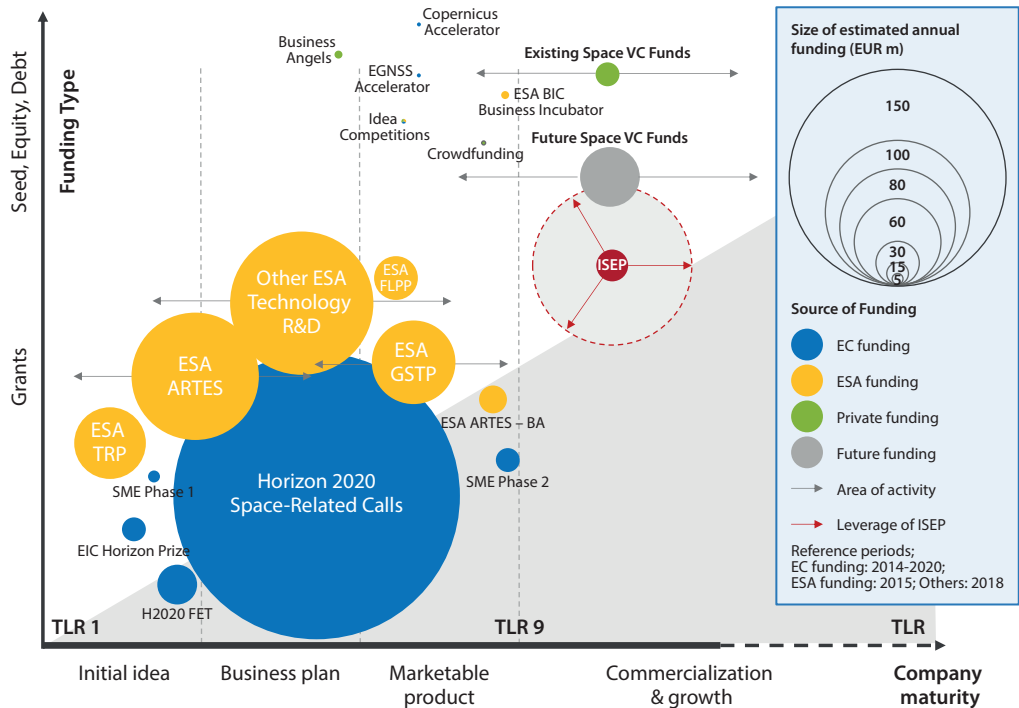 Seed, Equity, Debt
Grants
Funding Type
Copernicus
Accelerator
Business
Angels
EGNSS
Accelerator
Existing Space VC Funds
ESA BIC
Business Incubator
Idea
Competitions
Crowdfunding
Future Space VC Funds
ISEP
Other ESA
Technology
R&D
ESA
FLPP
ESA
ARTES
ESA
GSTP
ESA
TRP
ESA ARTES – BA
SME Phase 1
SME Phase 2
Horizon 2020
Space-Related Calls
EIC Horizon Prize
H2020 FET
TLR 1
TLR 9
TLR
Initial idea
Business plan
Marketable
product
Commercialization
& growth
Company
maturity
Size of estimated annual
funding (EUR m)
150
100
80
60
30
15
5
Source of Funding
EC funding
ESA funding
Private funding
Future funding
Area of activity
Leverage of ISEP
Reference periods;
EC funding: 2014-2020;
ESA funding: 2015; Others: 2018